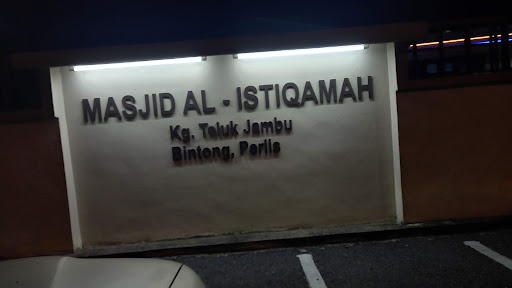 MASJID AL - ISTIQAMAH
Kg. Teluk Jambu
Bintong, Perlis